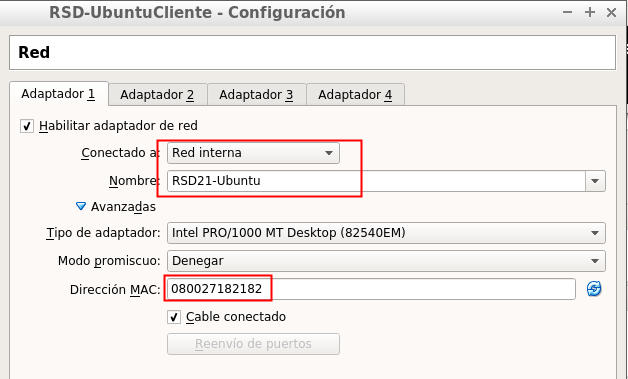 RSD-UbuntuCliente - Configuración
Red
Adaptador 1 Adaptador 2 Adaptador 3 Adaptador 4
Habilitar adaptador de red
Conectado a: Red interna
Nombre: RSD21-Ubuntu
Avanzadas
Tipo de adaptador: Intel PRO/1000 MT Desktop (82540EM)
Modo promiscuo: Denegar
Dirección MAC: 080027182182
Cable conectado
Reenvío de puertos